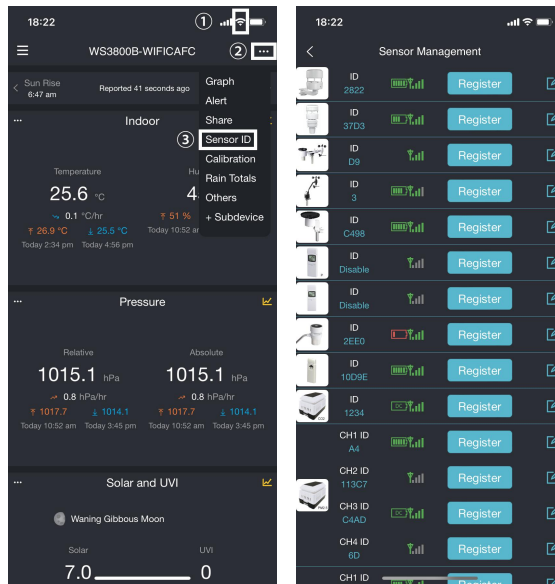 18:22
①
WS3800B-WIFICAFC
②
Sun Rise
6:47 am
Reported 41 seconds ago
Graph
Alert
Share
③ Sensor ID
Calibration
Rain Totals
Others
+ Subdevice
Indoor
Temperature
25.6 °C
0.1 °C/hr
26.9 °C 25.5 °C
Today 2:34 pm Today 4:56 pm
Hu
4
51 %
Today 10:52 am
Pressure
Relative
1015.1 hPa
0.8 hPa/hr
1017.7 1014.1
Today 10:52 am Today 3:45 pm
Absolute
1015.1 hPa
0.8 hPa/hr
1017.7 1014.1
Today 10:52 am Today 3:45 pm
Solar and UVI
Waning Gibbous Moon
Solar
7.0
UVI
0
18:22
Sensor Management
ID
2822
Register
ID
37D3
Register
ID
D9
Register
ID
3
Register
ID
C498
Register
ID
Disable
Register
ID
Disable
Register
ID
2EE0
Register
ID
10D9E
Register
CO2
ID
1234
DC
Register
CH1 ID
A4
Register
PM2.5
CH2 ID
113C7
Register
CH3 ID
C4AD
DC
Register
CH4 ID
6D
Register
CH1 ID
Register